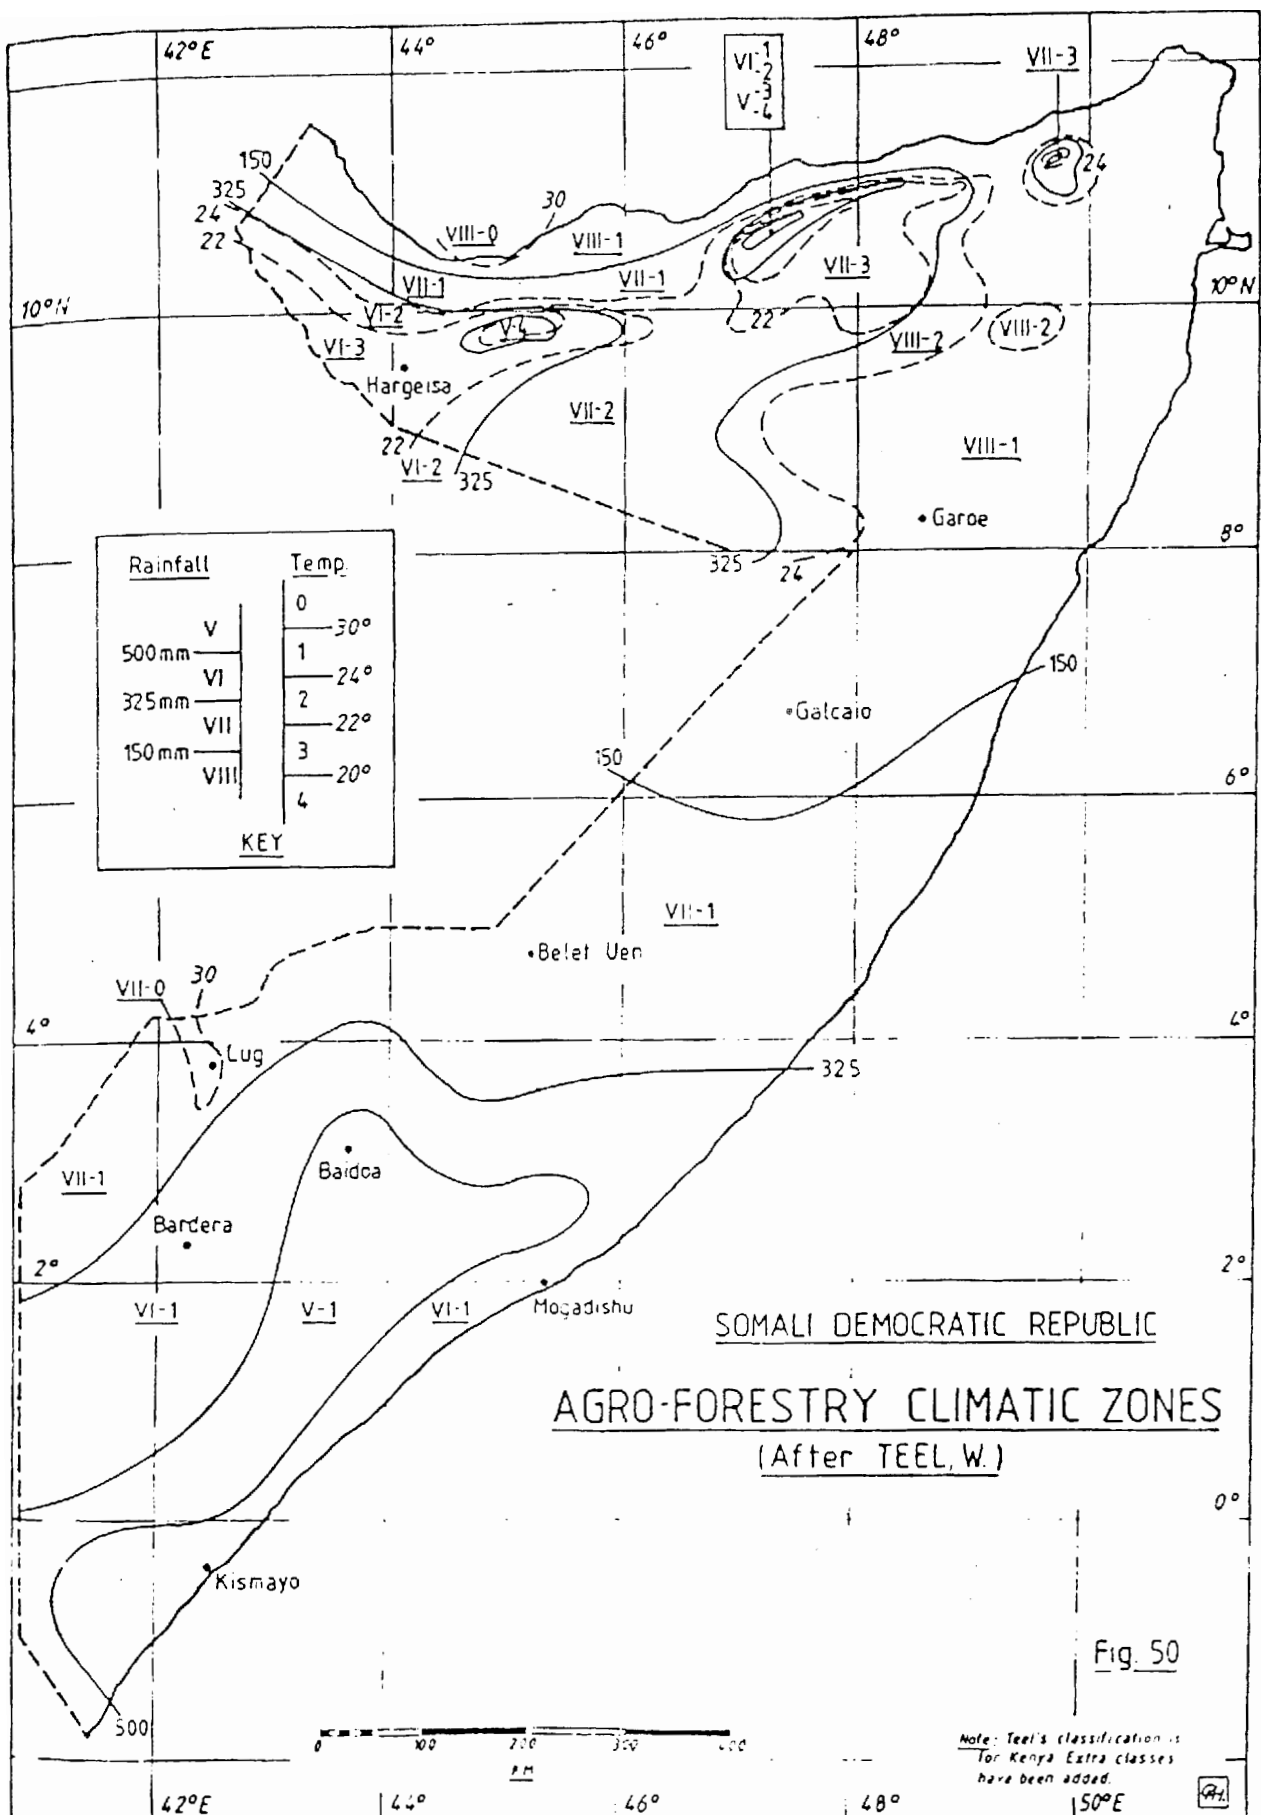 42°E
44°
46°
48°
VI-1
-2
V-3
-4
VII-3
150
325
24
22
30
24
VIII-0
VIII-1
VII-1
VII-1
VII-3
10°N
10°N
VI-2
V-4
22
VIII-2
VIII-2
VI-3
Hargeisa
VII-2
VIII-1
22
VI-2
325
Garoe
8°
325
24
Rainfall
Temp.
0
V
30°
500mm
1
VI
24°
325mm
2
VII
22°
150mm
3
VIII
20°
4
KEY
150
Galcaio
150
6°
VII-1
Belet Uen
VII-0
30
4°
4°
Lug
325
Baidoa
VII-1
Bardera
2°
2°
VI-1
V-1
VI-1
Mogadishu
SOMALI DEMOCRATIC REPUBLIC
AGRO-FORESTRY CLIMATIC ZONES
(After TEEL, W.)
0°
Kismayo
Fig. 50
500
0
100
200
300
400
KM
Note: Teel's classification is
for Kenya Extra classes
have been added.
42°E
44°
46°
48°
50°E